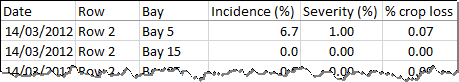 Date Row Bay Incidence (%) Severity (%) % crop loss
14/03/2012 Row 2 Bay 5 6.7 1.00 0.07
14/03/2012 Row 2 Bay 15 0.0 0.00 0.00